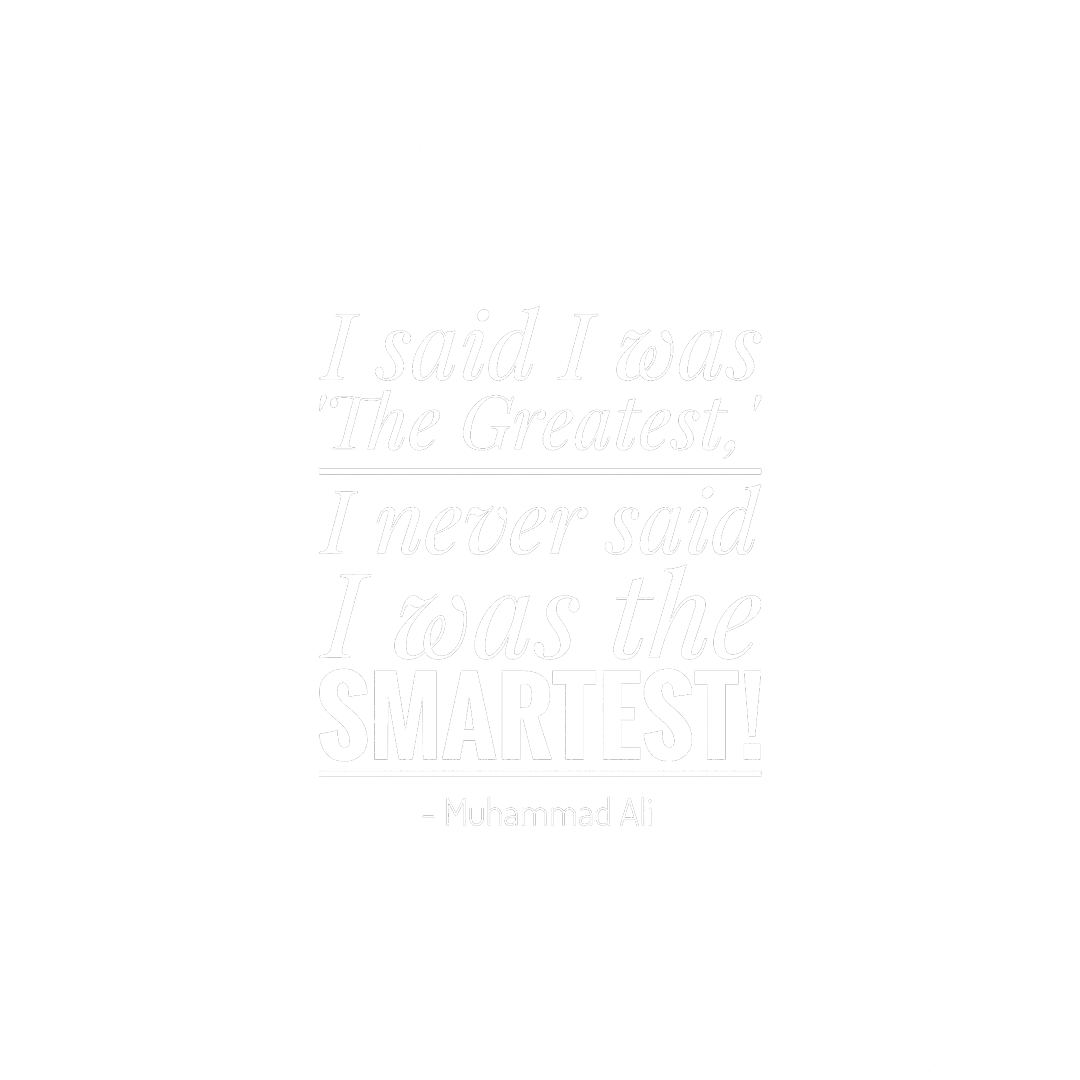 I said I was
'The Greatest,'
I never said
I was the
SMARTEST!
- Muhammad Ali